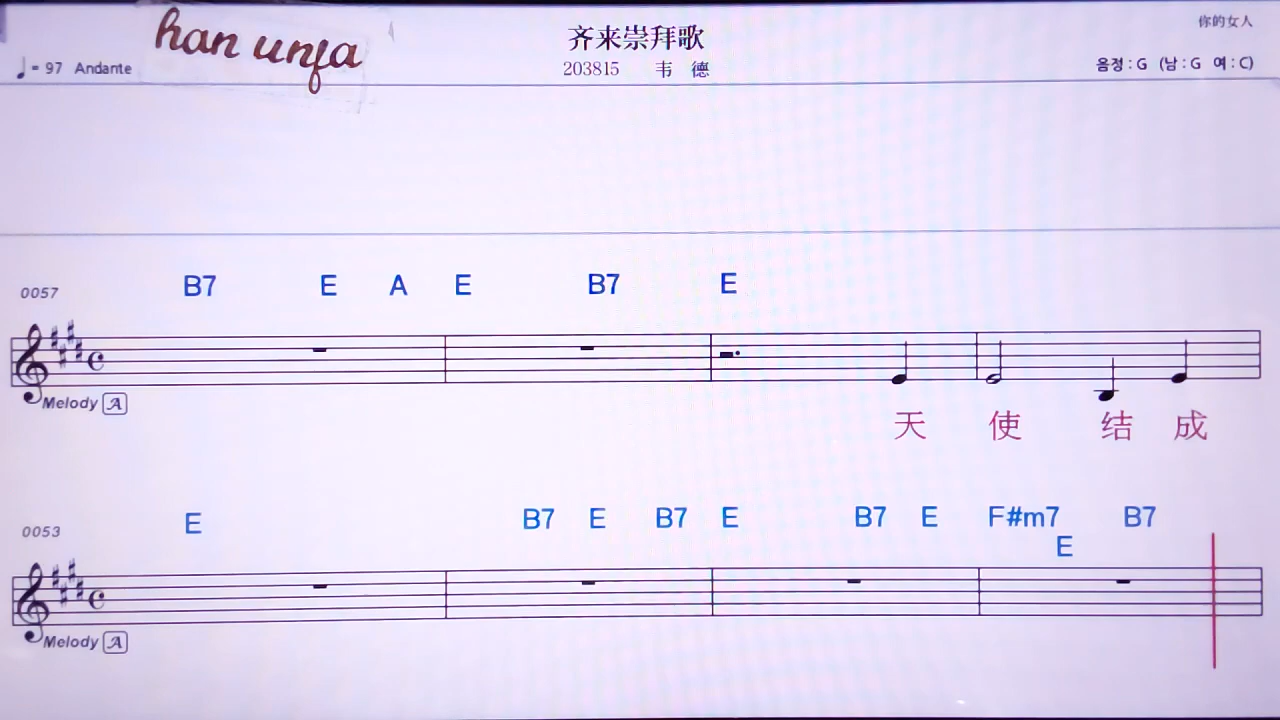 han unfa
齐来崇拜歌
你的女人
♩= 97 Andante
203815 韦 德
음정 : G (남 : G 여 : C)
B7 E A E B7 E
0057
Melody A
天 使 结 成
E B7 E B7 E B7 E F#m7 B7
E
0053
Melody A